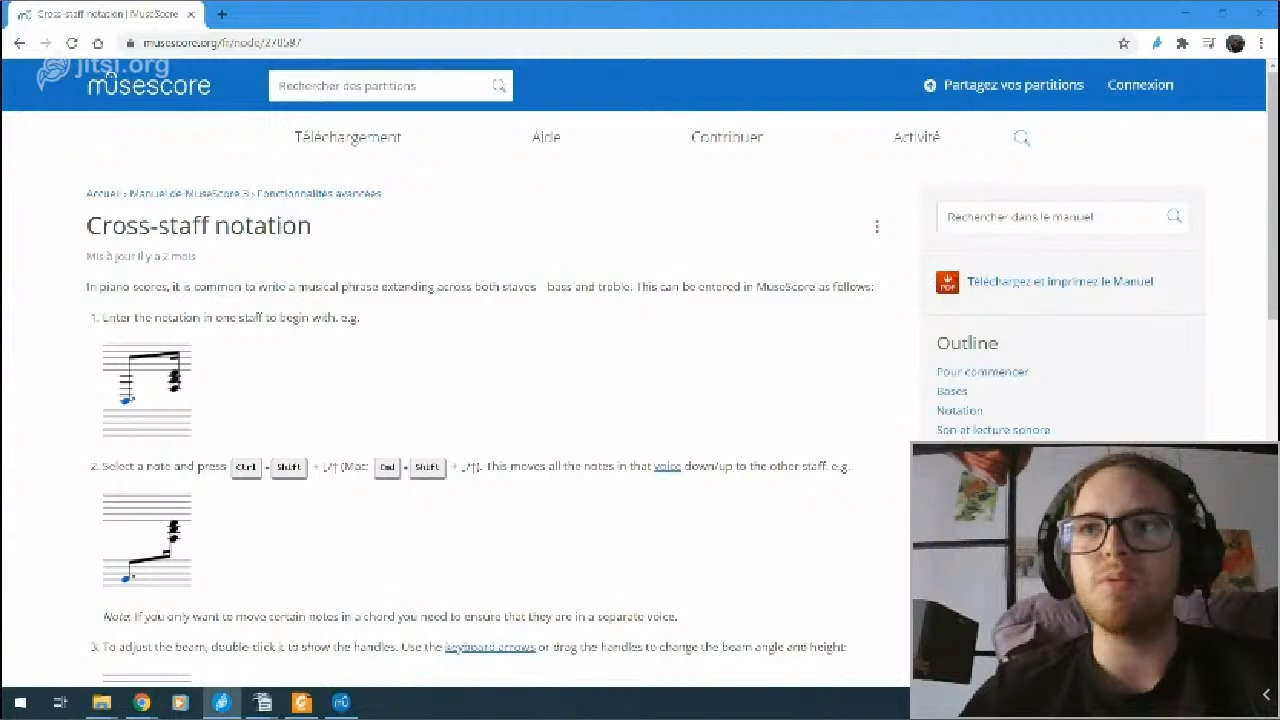 Cross-staff notation | MuseScore
musescore.org/fr/node/270597
jitsi.org
musescore
Rechercher des partitions
Partagez vos partitions
Connexion
Téléchargement
Aide
Contribuer
Activité
Accueil › Manuel de MuseScore 3 › Fonctionnalités avancées
Cross-staff notation
Mis à jour il y a 2 mois
In piano scores, it is common to write a musical phrase extending across both staves - bass and treble. This can be entered in MuseScore as follows:
1. Enter the notation in one staff to begin with. e.g.
2. Select a note and press Ctrl + Shift + ↓/↑ (Mac: Cmd + Shift + ↓/↑). This moves all the notes in that voice down/up to the other staff. e.g.
Note: If you only want to move certain notes in a chord you need to ensure that they are in a separate voice.
3. To adjust the beam, double-click it to show the handles. Use the keyboard arrows or drag the handles to change the beam angle and height:
Rechercher dans le manuel
PDF
Téléchargez et imprimez le Manuel
Outline
Pour commencer
Bases
Notation
Son et lecture sonore